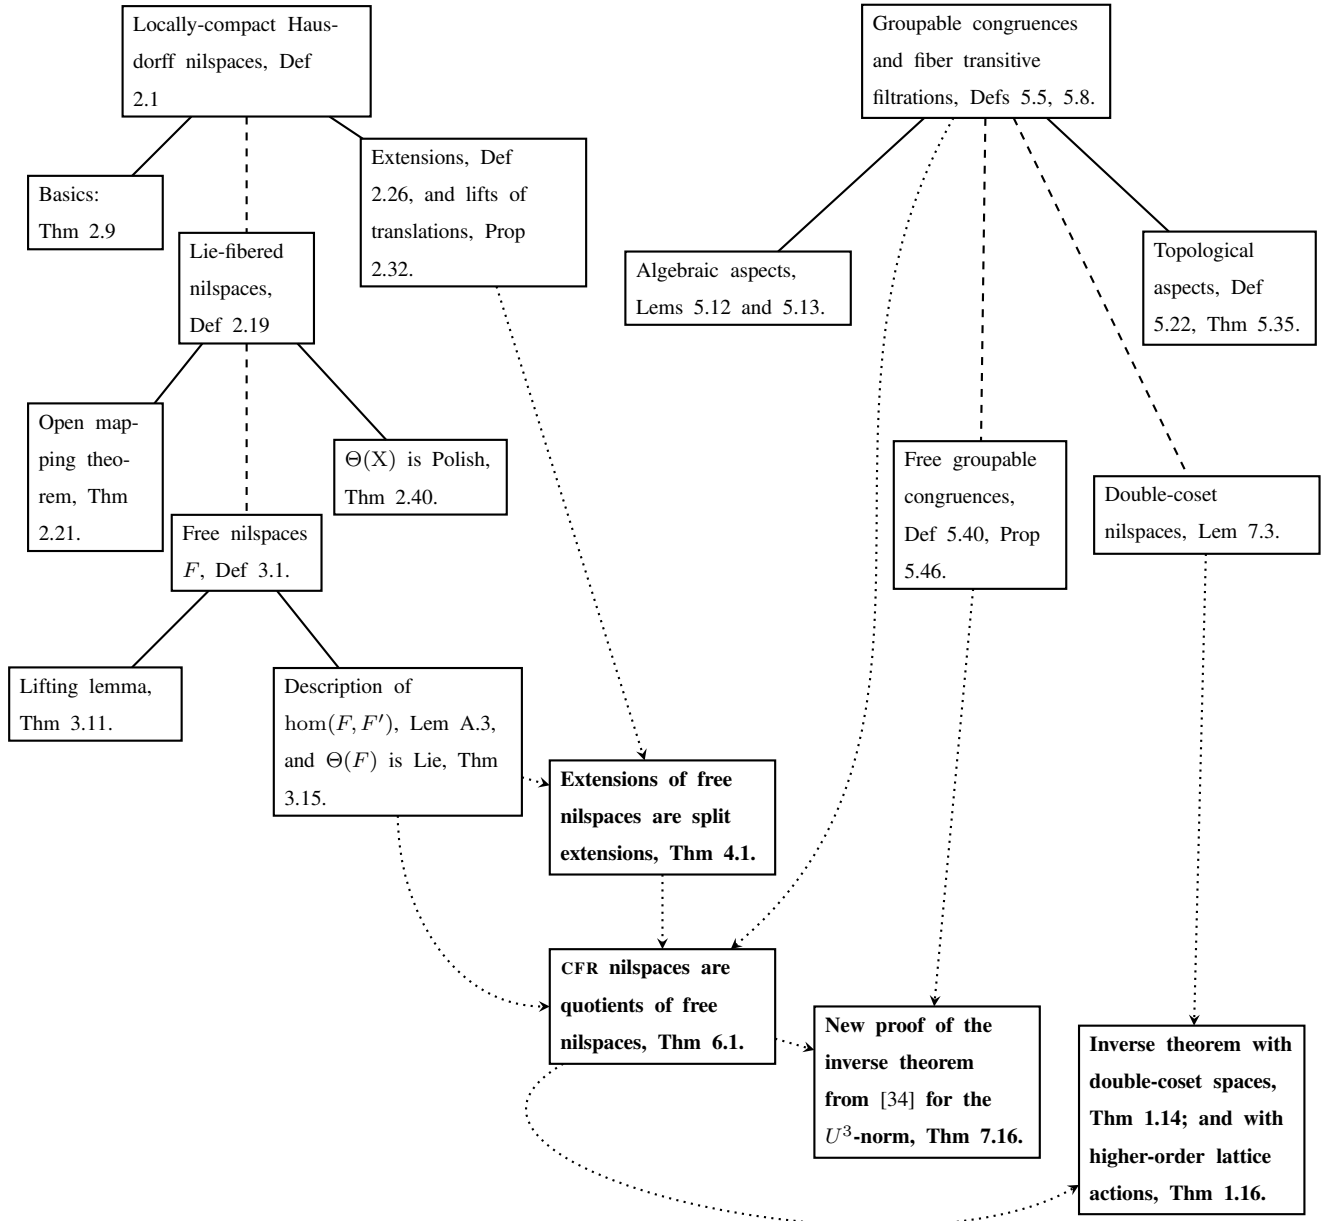 Locally-compact Haus-
dorff nilspaces, Def
2.1
Groupable congruences
and fiber transitive
filtrations, Defs 5.5, 5.8.
Basics:
Thm 2.9
Extensions, Def
2.26, and lifts of
translations, Prop
2.32.
Lie-fibered
nilspaces,
Def 2.19
Algebraic aspects,
Lems 5.12 and 5.13.
Topological
aspects, Def
5.22, Thm 5.35.
Open map-
ping theo-
rem, Thm
2.21.
Θ(X) is Polish,
Thm 2.40.
Free groupable
congruences,
Def 5.40, Prop
5.46.
Double-coset
nilspaces, Lem 7.3.
Free nilspaces
F, Def 3.1.
Lifting lemma,
Thm 3.11.
Description of
hom(F, F′), Lem A.3,
and Θ(F) is Lie, Thm
3.15.
Extensions of free
nilspaces are split
extensions, Thm 4.1.
CFR nilspaces are
quotients of free
nilspaces, Thm 6.1.
New proof of the
inverse theorem
from [34] for the
U³-norm, Thm 7.16.
Inverse theorem with
double-coset spaces,
Thm 1.14; and with
higher-order lattice
actions, Thm 1.16.